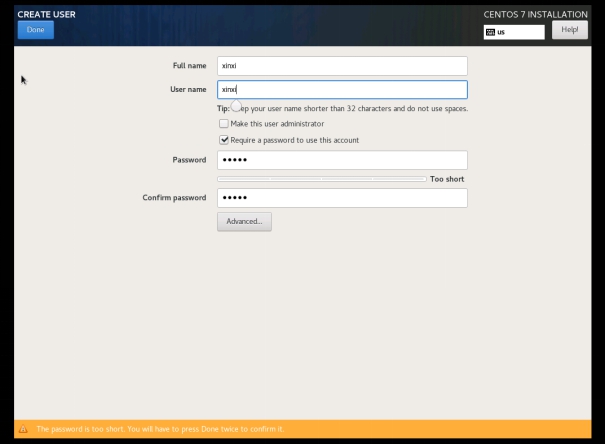 CREATE USER
CENTOS 7 INSTALLATION
Done
us
Help!
Full name
xinxi
User name
xinxi
Tip: ep your user name shorter than 32 characters and do not use spaces.
Make this user administrator
Require a password to use this account
Password
•••••
Too short
Confirm password
•••••
Advanced...
The password is too short. You will have to press Done twice to confirm it.